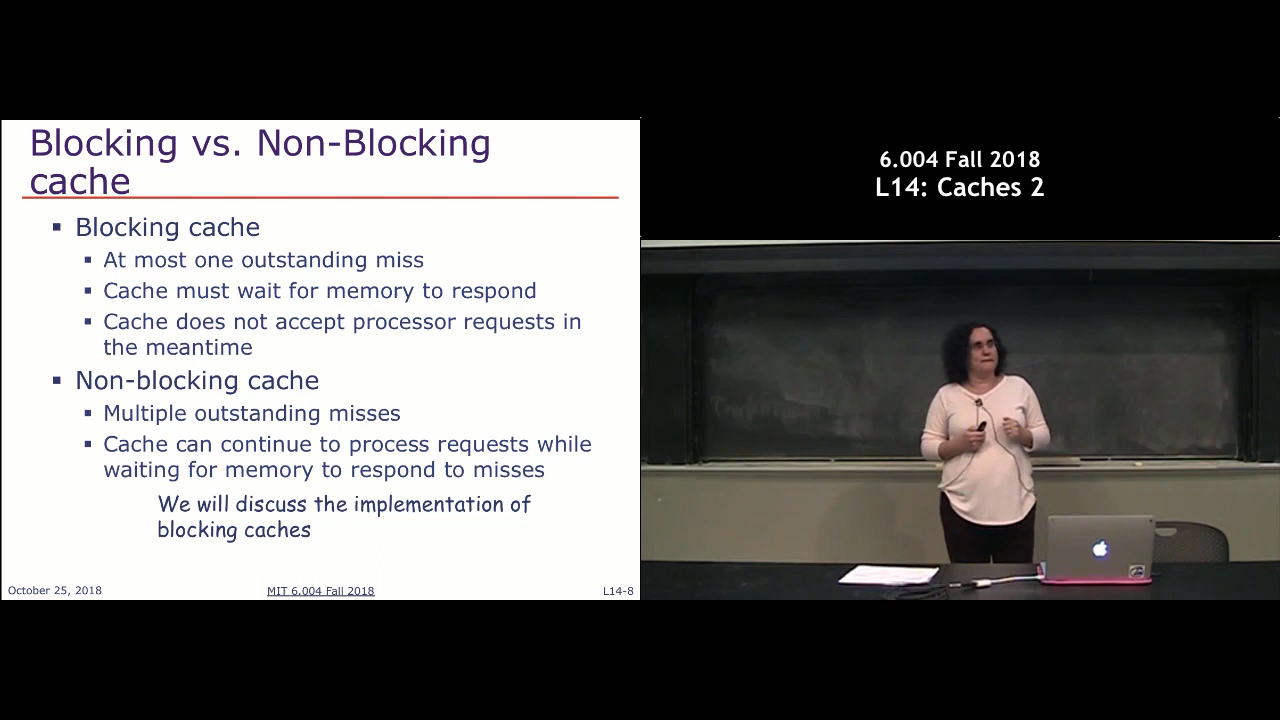 Blocking vs. Non-Blocking
cache
▪ Blocking cache
▪ At most one outstanding miss
▪ Cache must wait for memory to respond
▪ Cache does not accept processor requests in
the meantime
▪ Non-blocking cache
▪ Multiple outstanding misses
▪ Cache can continue to process requests while
waiting for memory to respond to misses
We will discuss the implementation of
blocking caches
October 25, 2018
MIT 6.004 Fall 2018
L14-8
6.004 Fall 2018
L14: Caches 2